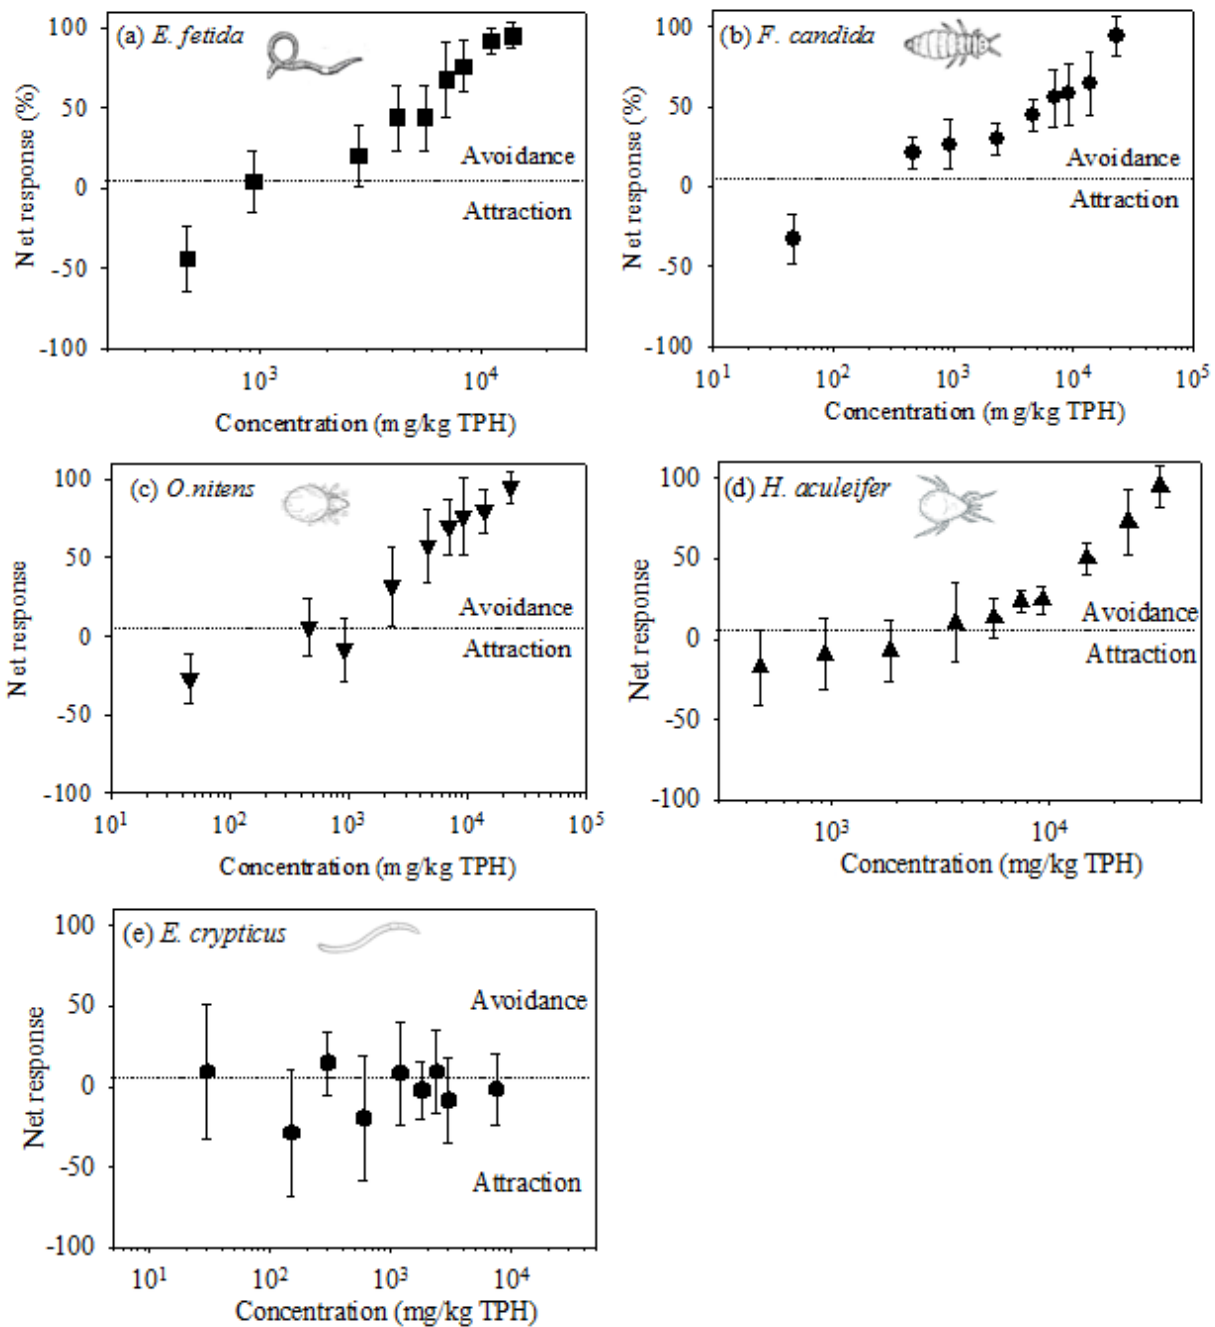 (a) E. fetida
100
50
0
-50
-100
Net response (%)
Avoidance
Attraction
10³
10⁴
Concentration (mg/kg TPH)
(b) F. candida
100
50
0
-50
-100
Net response (%)
Avoidance
Attraction
10¹
10²
10³
10⁴
10⁵
Concentration (mg/kg TPH)
(c) O.nitens
100
50
0
-50
-100
Net response
Avoidance
Attraction
10¹
10²
10³
10⁴
10⁵
Concentration (mg/kg TPH)
(d) H. aculeifer
100
50
0
-50
-100
Net response
Avoidance
Attraction
10³
10⁴
Concentration (mg/kg TPH)
(e) E. crypticus
100
50
0
-50
-100
Net response
Avoidance
Attraction
10¹
10²
10³
10⁴
Concentration (mg/kg TPH)